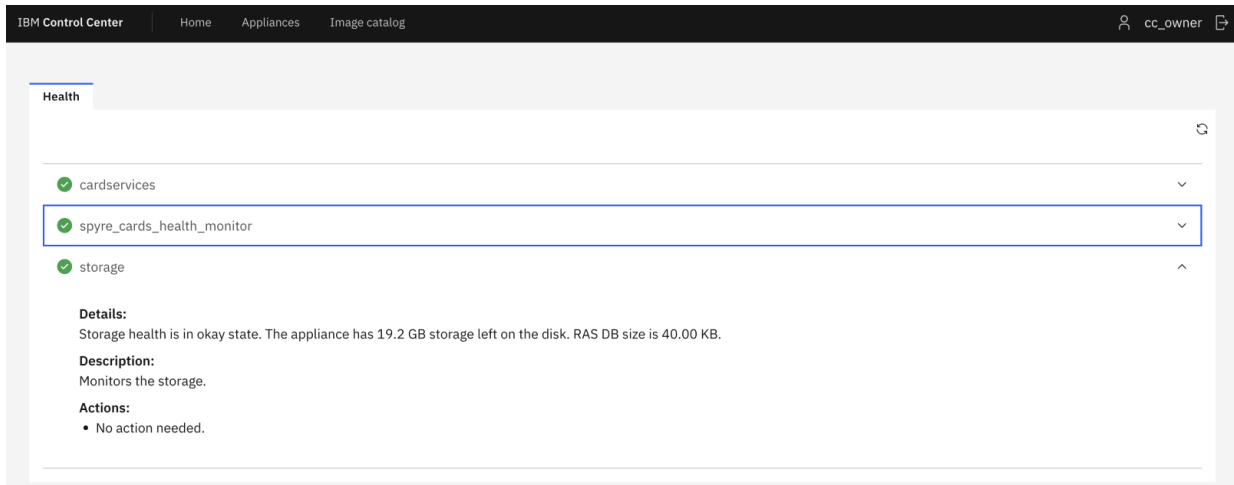 IBM Control Center Home Appliances Image catalog cc_owner
Health
cardservices
spyre_cards_health_monitor
storage
Details:
Storage health is in okay state. The appliance has 19.2 GB storage left on the disk. RAS DB size is 40.00 KB.
Description:
Monitors the storage.
Actions:
• No action needed.